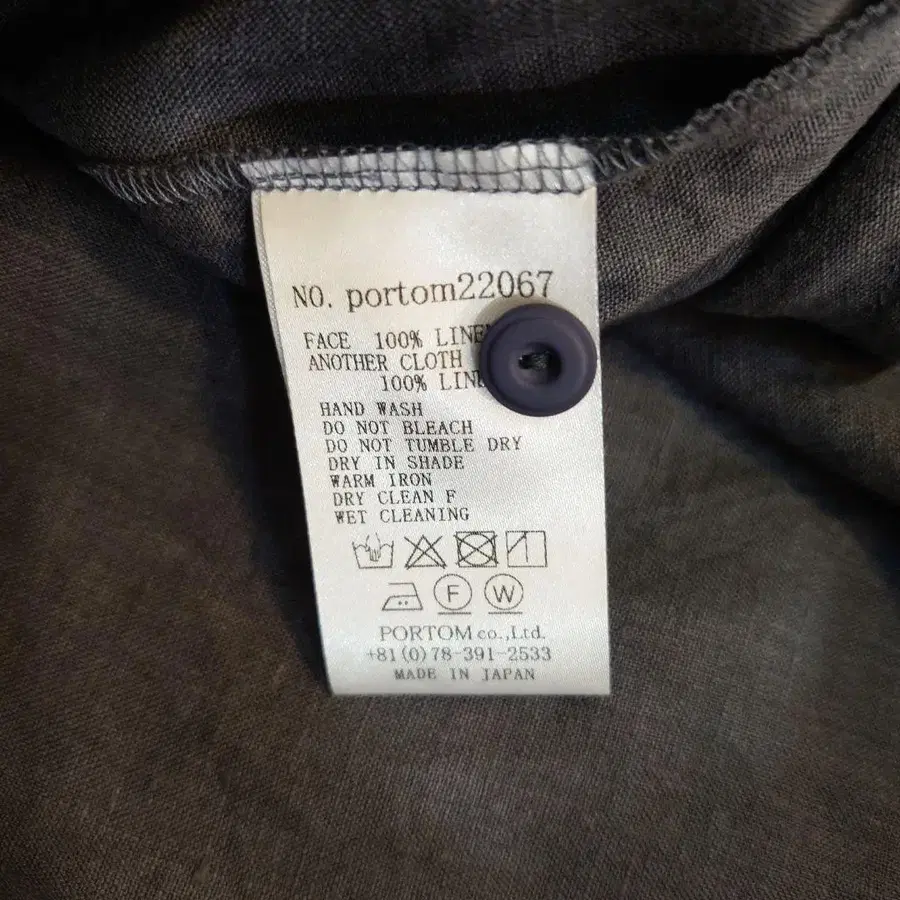 NO. portom22067
FACE 100% LINE
ANOTHER CLOTH
100% LIN
HAND WASH
DO NOT BLEACH
DO NOT TUMBLE DRY
DRY IN SHADE
WARM IRON
DRY CLEAN F
WET CLEANING
F W
PORTOM co.,Ltd.
+81(0)78-391-2533
MADE IN JAPAN